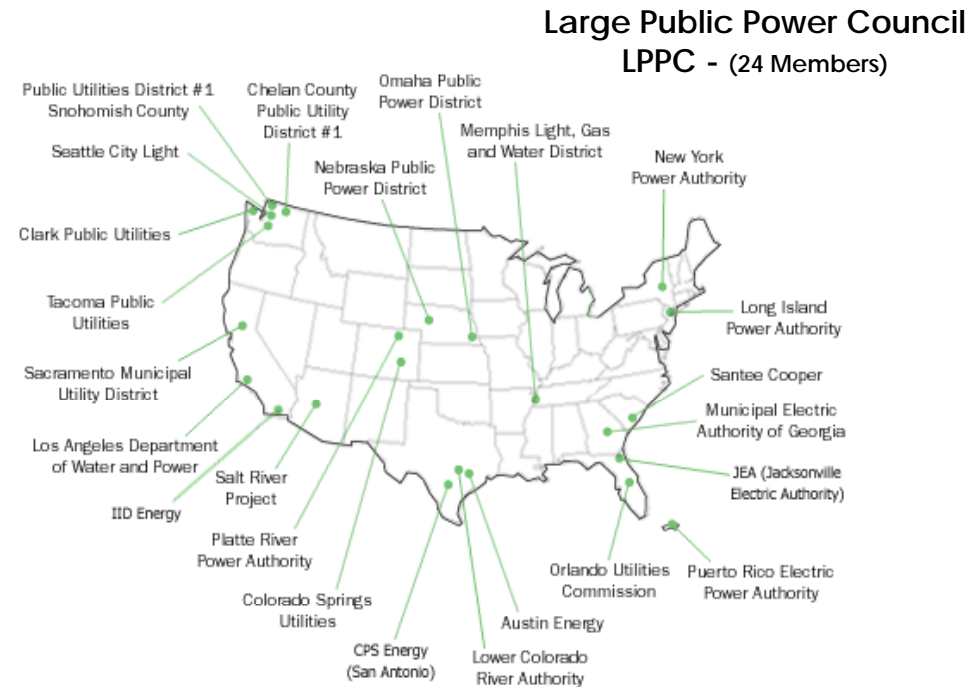 Large Public Power Council
LPPC - (24 Members)
Public Utilities District #1
Snohomish County
Chelan County
Public Utility
District #1
Omaha Public
Power District
Memphis Light, Gas
and Water District
Seattle City Light
Nebraska Public
Power District
New York
Power Authority
Clark Public Utilities
Tacoma Public
Utilities
Long Island
Power Authority
Sacramento Municipal
Utility District
Santee Cooper
Municipal Electric
Authority of Georgia
Los Angeles Department
of Water and Power
Salt River
Project
JEA (Jacksonville
Electric Authority)
IID Energy
Platte River
Power Authority
Orlando Utilities
Commission
Puerto Rico Electric
Power Authority
Colorado Springs
Utilities
Austin Energy
CPS Energy
(San Antonio)
Lower Colorado
River Authority